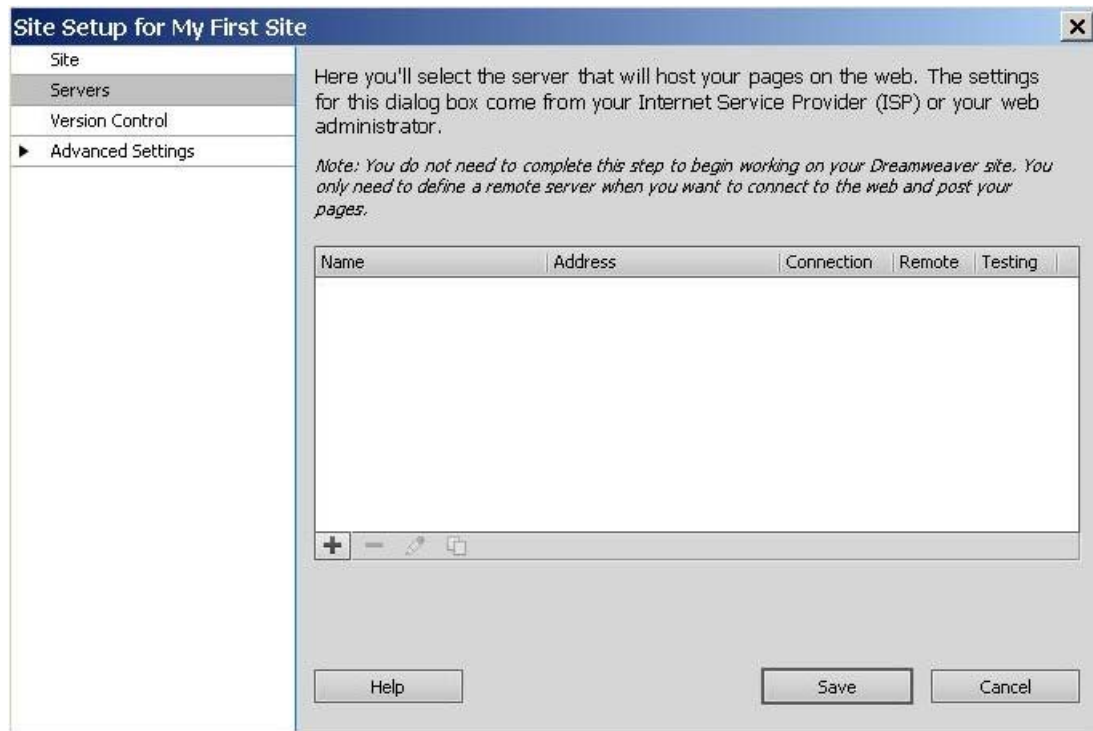 Site Setup for My First Site
Site
Servers
Version Control
Advanced Settings
Here you'll select the server that will host your pages on the web. The settings
for this dialog box come from your Internet Service Provider (ISP) or your web
administrator.
Note: You do not need to complete this step to begin working on your Dreamweaver site. You
only need to define a remote server when you want to connect to the web and post your
pages.
Name Address Connection Remote Testing
Help Save Cancel